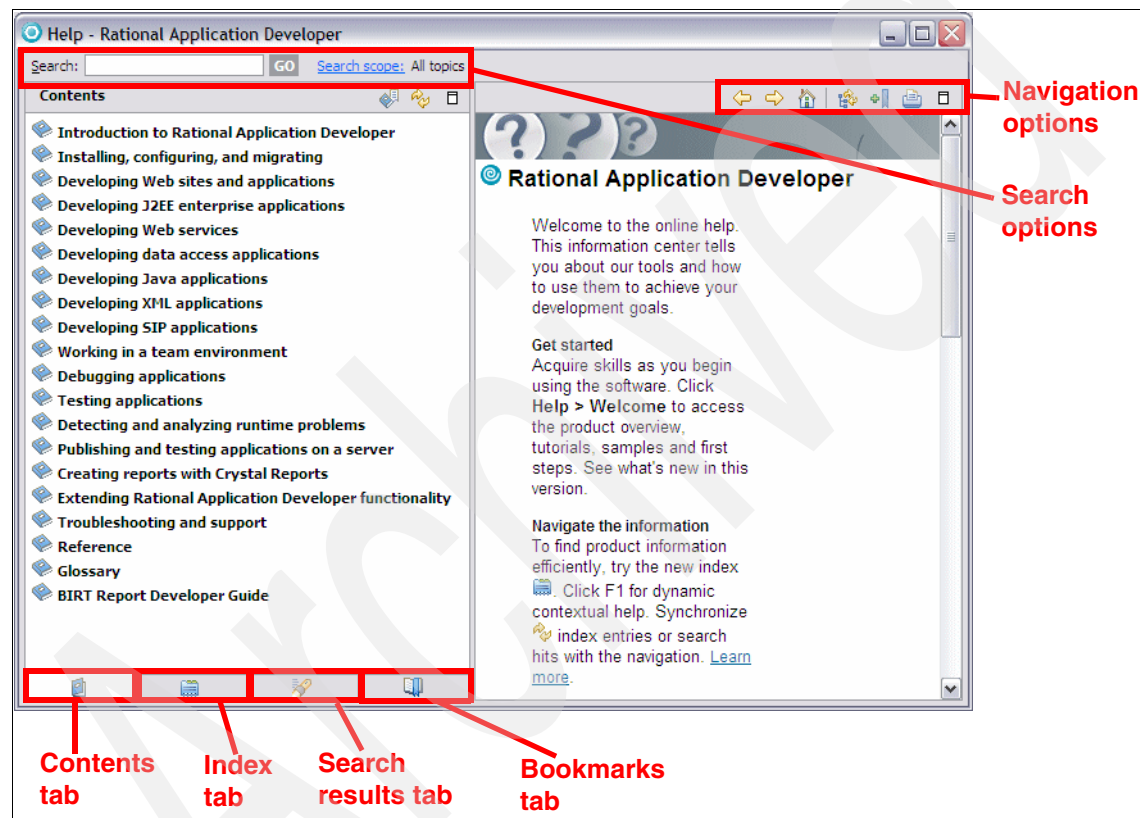 Help - Rational Application Developer
Search: GO Search scope: All topics
Contents
Introduction to Rational Application Developer
Installing, configuring, and migrating
Developing Web sites and applications
Developing J2EE enterprise applications
Developing Web services
Developing data access applications
Developing Java applications
Developing XML applications
Developing SIP applications
Working in a team environment
Debugging applications
Testing applications
Detecting and analyzing runtime problems
Publishing and testing applications on a server
Creating reports with Crystal Reports
Extending Rational Application Developer functionality
Troubleshooting and support
Reference
Glossary
BIRT Report Developer Guide
Rational Application Developer
Welcome to the online help.
This information center tells
you about our tools and how
to use them to achieve your
development goals.
Get started
Acquire skills as you begin
using the software. Click
Help > Welcome to access
the product overview,
tutorials, samples and first
steps. See what's new in this
version.
Navigate the information
To find product information
efficiently, try the new index
. Click F1 for dynamic
contextual help. Synchronize
index entries or search
hits with the navigation. Learn
more.
Navigation
options
Search
options
Contents
tab
Index
tab
Search
results tab
Bookmarks
tab
Archived